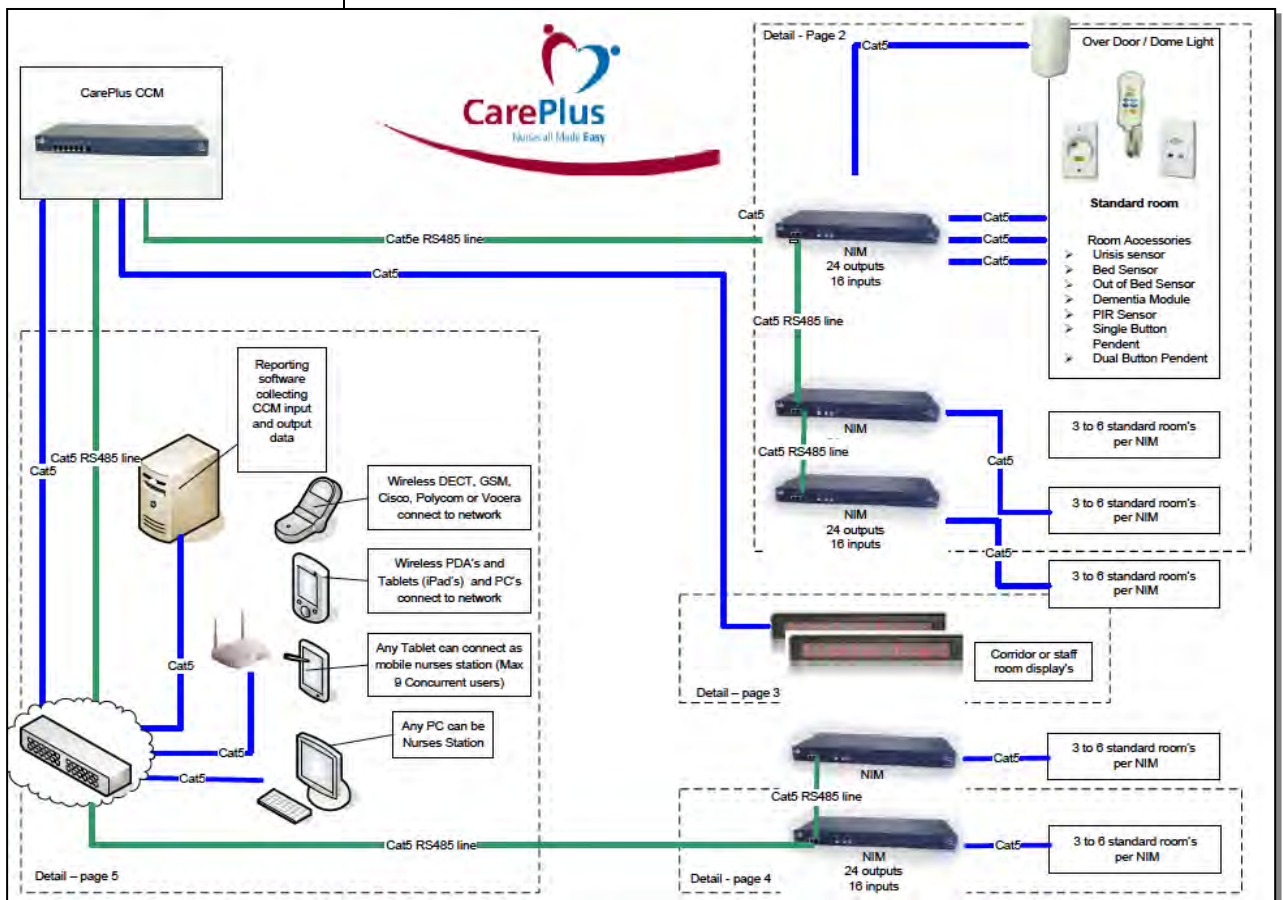 CarePlus CCM
CarePlus
Nursecall Made Easy
Detail - Page 2
Cat5
Over Door / Dome Light
Standard room
Room Accessories
Urisis sensor
Bed Sensor
Out of Bed Sensor
Dementia Module
PIR Sensor
Single Button
Pendent
Dual Button Pendent
Cat5
NIM
24 outputs
16 inputs
Cat5
Cat5
Cat5
Cat5e RS485 line
Cat5
Cat5 RS485 line
NIM
Cat5 RS485 line
NIM
24 outputs
16 inputs
Cat5
Cat5
3 to 6 standard room's
per NIM
3 to 6 standard room's
per NIM
3 to 6 standard room's
per NIM
Reporting
software
collecting
CCM input
and output
data
Cat5 RS485 line
Cat5
Wireless DECT, GSM,
Cisco, Polycom or Vocera
connect to network
Wireless PDA's and
Tablets (iPad's) and PC's
connect to network
Any Tablet can connect as
mobile nurses station (Max
9 Concurrent users)
Any PC can be
Nurses Station
Cat5
Cat5
Cat5
Cat5 RS485 line
Detail – page 5
Corridor or staff
room display's
Detail – page 3
NIM
Cat5
3 to 6 standard room's
per NIM
Cat5 RS485 line
NIM
24 outputs
16 inputs
Cat5
3 to 6 standard room's
per NIM
Detail - page 4